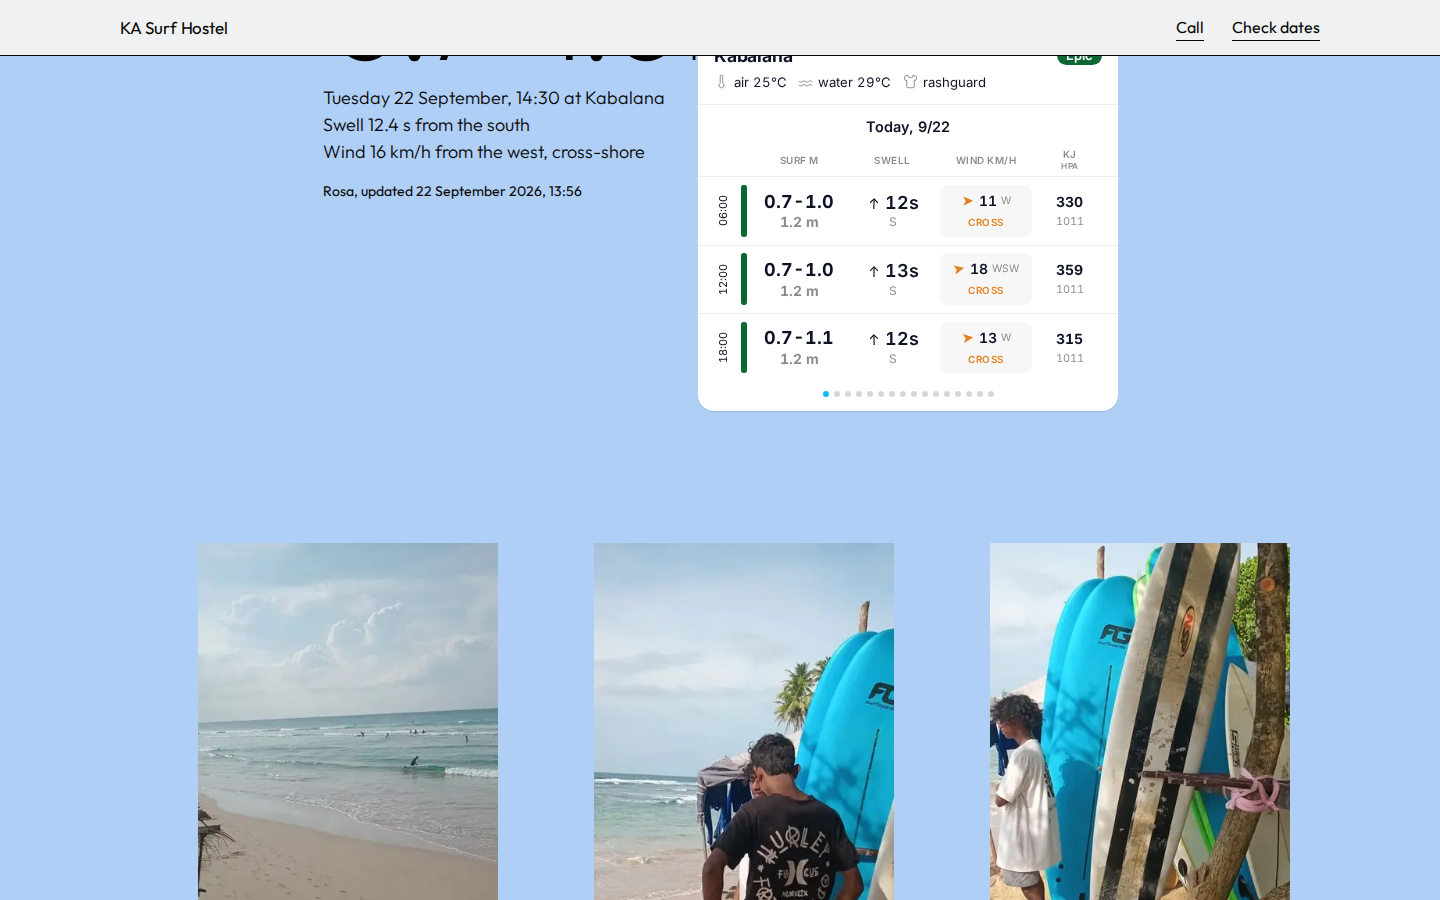 KA Surf Hostel
Call
Check dates
Tuesday 22 September, 14:30 at Kabalana
Swell 12.4 s from the south
Wind 16 km/h from the west, cross-shore
Rosa, updated 22 September 2026, 13:56
Kabalana
Epic
air 25°C water 29°C rashguard
Today, 9/22
SURF M SWELL WIND KM/H KJ
HPA
06:00
0.7-1.0 ↑ 12s 11 W 330
1.2 m S CROSS 1011
12:00
0.7-1.0 ↑ 13s 18 WSW 359
1.2 m S CROSS 1011
18:00
0.7-1.1 ↑ 12s 13 W 315
1.2 m S CROSS 1011
HURLEY
FG